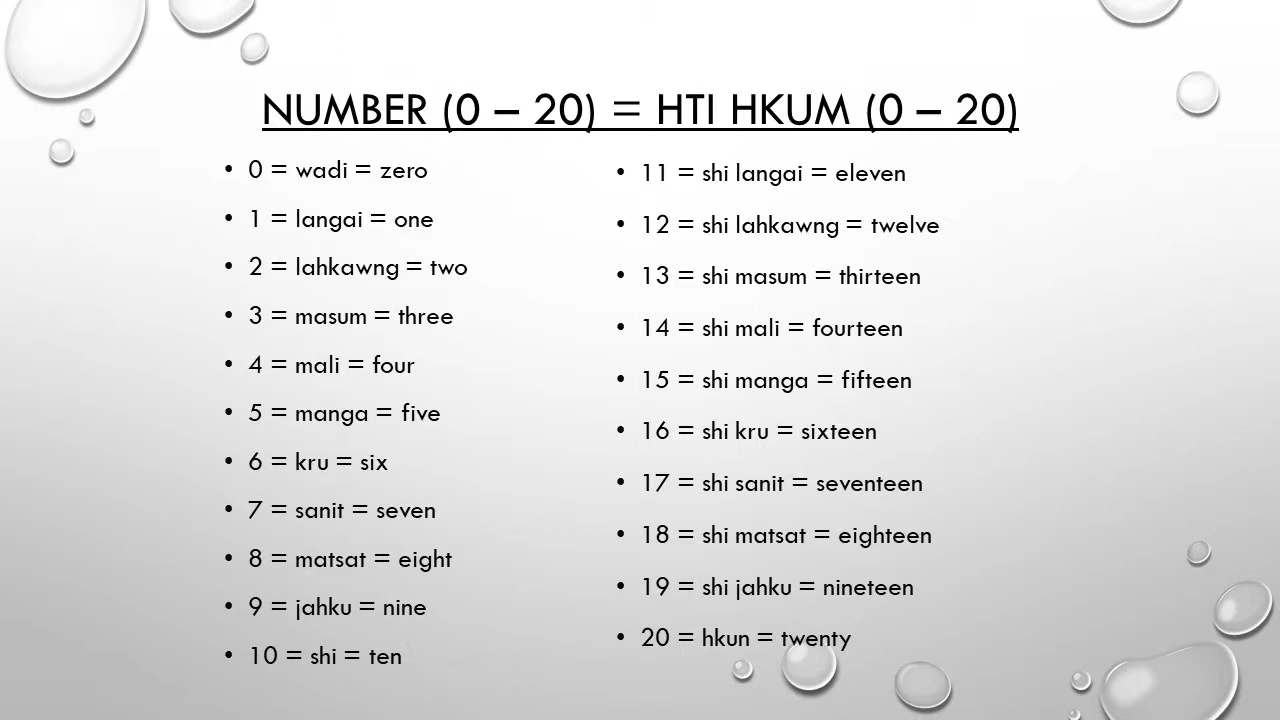 NUMBER (0 – 20) = HTI HKUM (0 – 20)
• 0 = wadi = zero
• 1 = langai = one
• 2 = lahkawng = two
• 3 = masum = three
• 4 = mali = four
• 5 = manga = five
• 6 = kru = six
• 7 = sanit = seven
• 8 = matsat = eight
• 9 = jahku = nine
• 10 = shi = ten
• 11 = shi langai = eleven
• 12 = shi lahkawng = twelve
• 13 = shi masum = thirteen
• 14 = shi mali = fourteen
• 15 = shi manga = fifteen
• 16 = shi kru = sixteen
• 17 = shi sanit = seventeen
• 18 = shi matsat = eighteen
• 19 = shi jahku = nineteen
• 20 = hkun = twenty